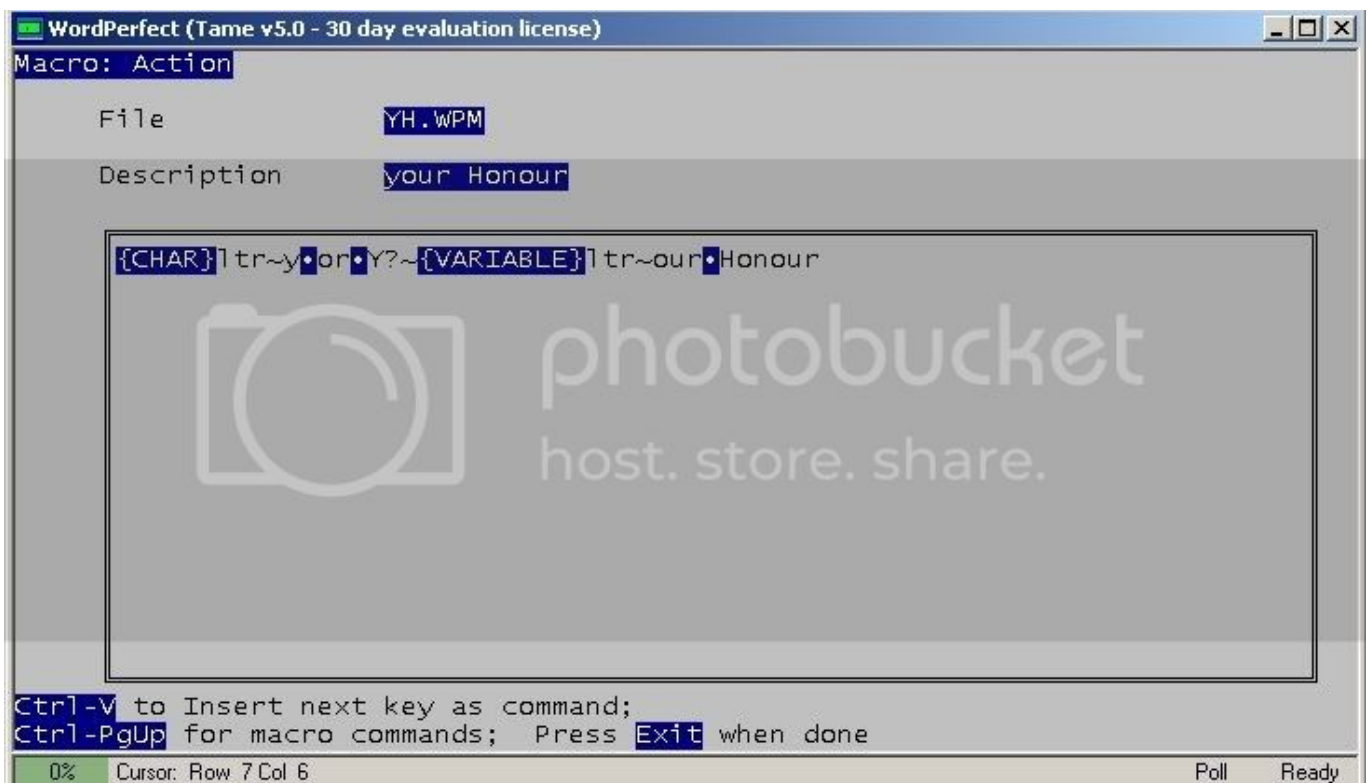 WordPerfect (Tame v5.0 - 30 day evaluation license)
Macro: Action
File YH.WPM
Description your Honour
{CHAR}ltr~y•or•Y?~{VARIABLE}ltr~our•Honour
photobucket
host. store. share.
Ctrl-V to Insert next key as command;
Ctrl-PgUp for macro commands; Press Exit when done
0% Cursor: Row 7 Col 6 Poll Ready